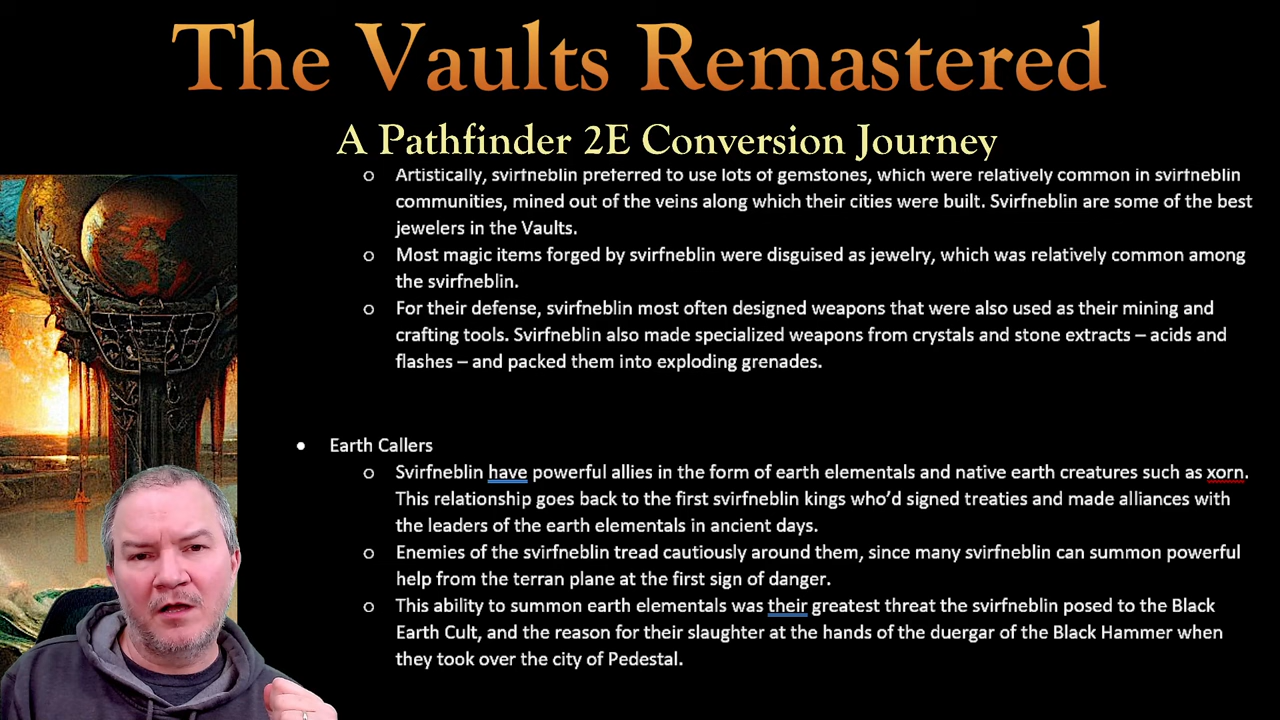 The Vaults Remastered
A Pathfinder 2E Conversion Journey
o Artistically, svirfneblin preferred to use lots of gemstones, which were relatively common in svirfneblin
communities, mined out of the veins along which their cities were built. Svirfneblin are some of the best
jewelers in the Vaults.
o Most magic items forged by svirfneblin were disguised as jewelry, which was relatively common among
the svirfneblin.
o For their defense, svirfneblin most often designed weapons that were also used as their mining and
crafting tools. Svirfneblin also made specialized weapons from crystals and stone extracts – acids and
flashes – and packed them into exploding grenades.
• Earth Callers
o Svirfneblin have powerful allies in the form of earth elementals and native earth creatures such as xorn.
This relationship goes back to the first svirfneblin kings who’d signed treaties and made alliances with
the leaders of the earth elementals in ancient days.
o Enemies of the svirfneblin tread cautiously around them, since many svirfneblin can summon powerful
help from the terran plane at the first sign of danger.
o This ability to summon earth elementals was their greatest threat the svirfneblin posed to the Black
Earth Cult, and the reason for their slaughter at the hands of the duergar of the Black Hammer when
they took over the city of Pedestal.